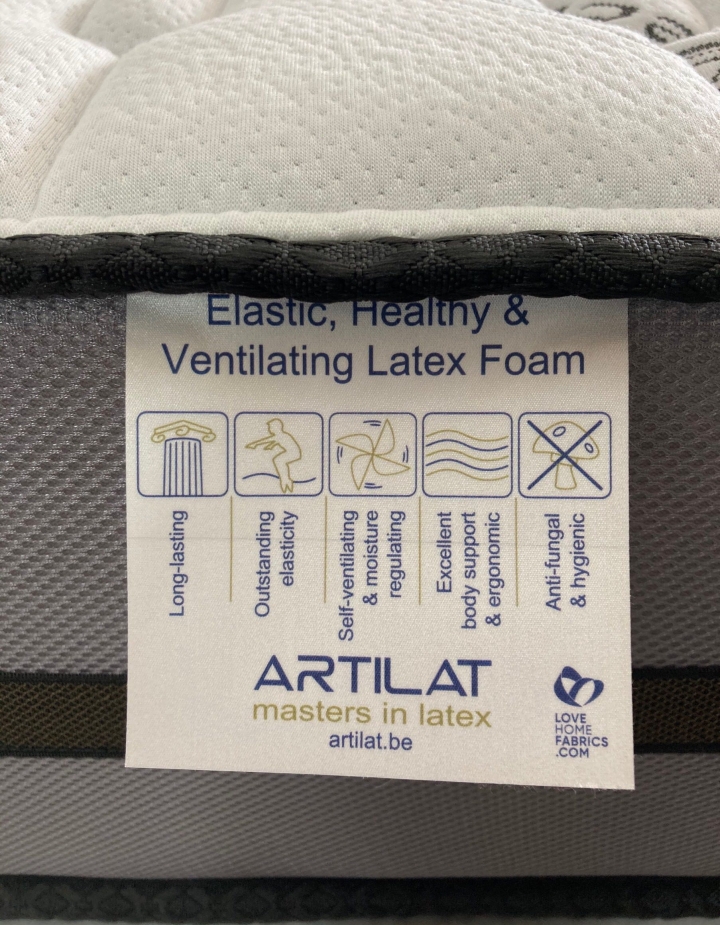 Elastic, Healthy &
Ventilating Latex Foam
Long-lasting
Outstanding
elasticity
Self-ventilating
& moisture
regulating
Excellent
body support
& ergonomic
Anti-fungal
& hygienic
ARTILAT
masters in latex
artilat.be
LOVE
HOME
FABRICS
.COM